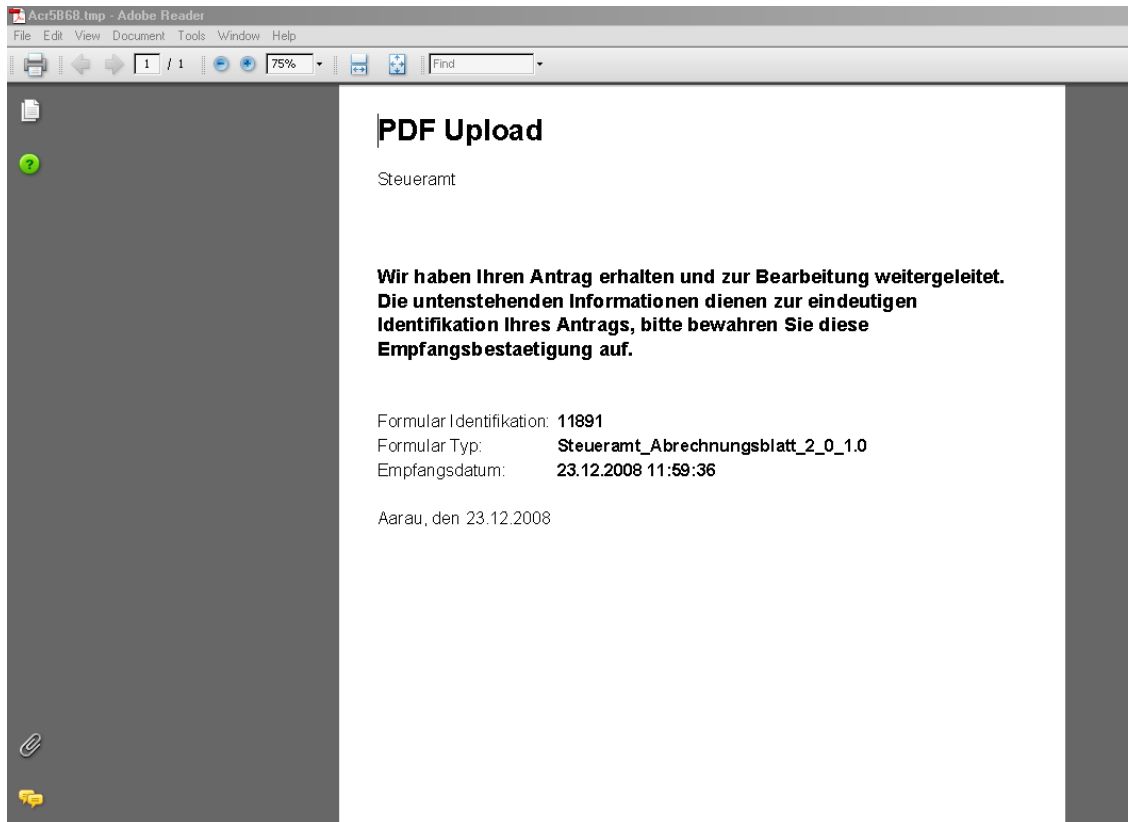 Acr5B68.tmp - Adobe Reader
File Edit View Document Tools Window Help
1 / 1 75% Find
PDF Upload
Steueramt
Wir haben Ihren Antrag erhalten und zur Bearbeitung weitergeleitet.
Die untenstehenden Informationen dienen zur eindeutigen
Identifikation Ihres Antrags, bitte bewahren Sie diese
Empfangsbestaetigung auf.
Formular Identifikation: 11891
Formular Typ: Steueramt_Abrechnungsblatt_2_0_1.0
Empfangsdatum: 23.12.2008 11:59:36
Aarau, den 23.12.2008